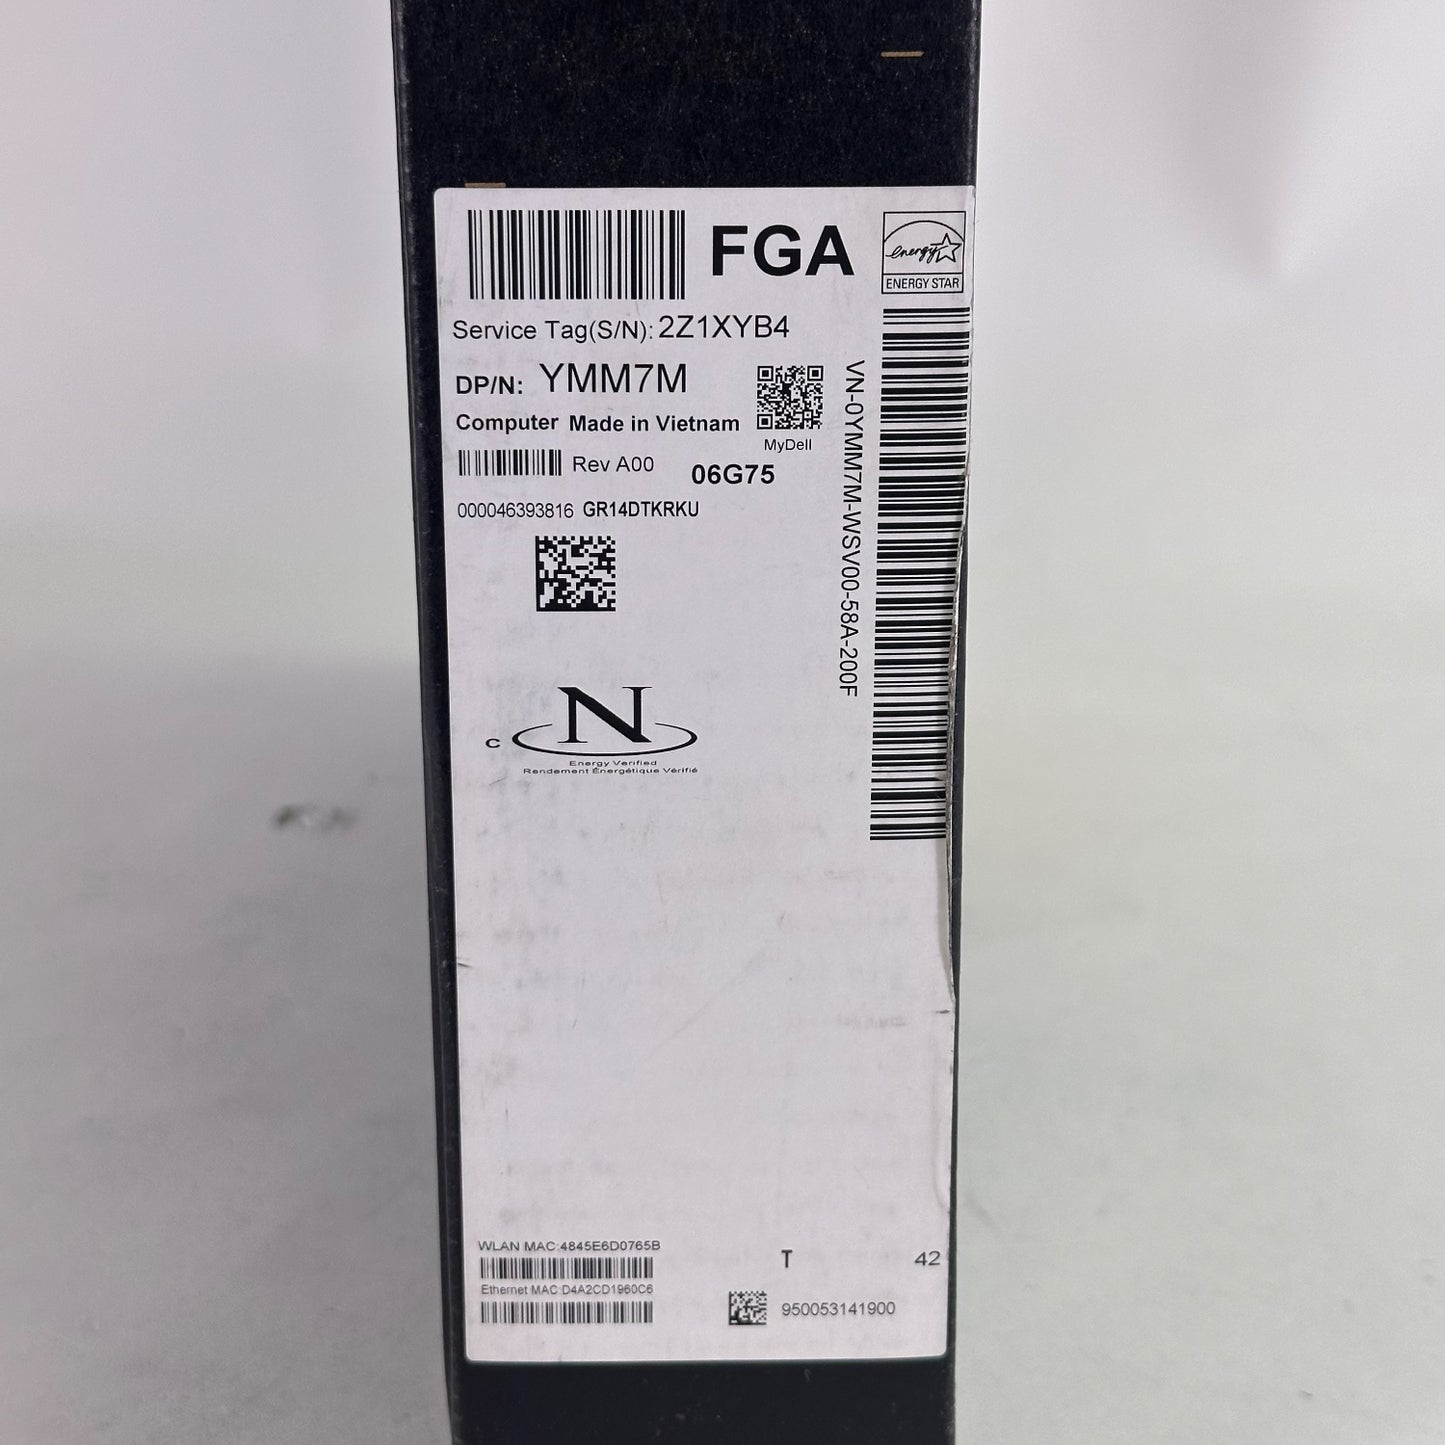 FGA
energy
ENERGY STAR
Service Tag(S/N): 2Z1XYB4
DP/N: YMM7M
Computer Made in Vietnam
MyDell
Rev A00
06G75
000046393816 GR14DTKRKU
VN-0YMM7M-WSV00-58A-200F
N
C
Energy Verified
Rendement Énergétique Vérifié
WLAN MAC:4845E6D0765B
Ethernet MAC:D4A2CD1960C6
T
42
950053141900